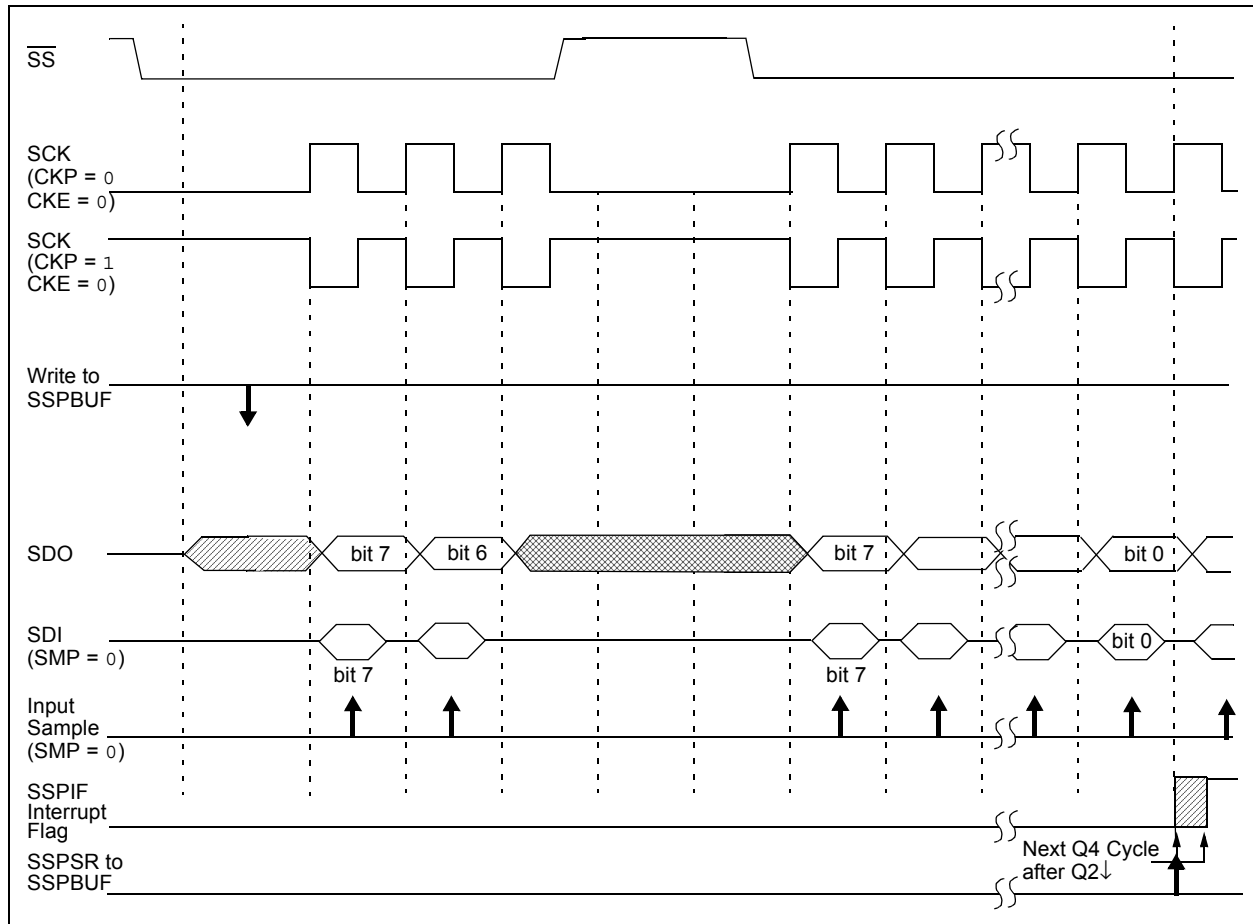 SS
SCK
(CKP = 0
CKE = 0)
SCK
(CKP = 1
CKE = 0)
Write to
SSPBUF
SDO
bit 7
bit 6
bit 7
bit 0
SDI
(SMP = 0)
bit 7
bit 7
bit 0
Input
Sample
(SMP = 0)
SSPIF
Interrupt
Flag
SSPSR to
SSPBUF
Next Q4 Cycle
after Q2↓